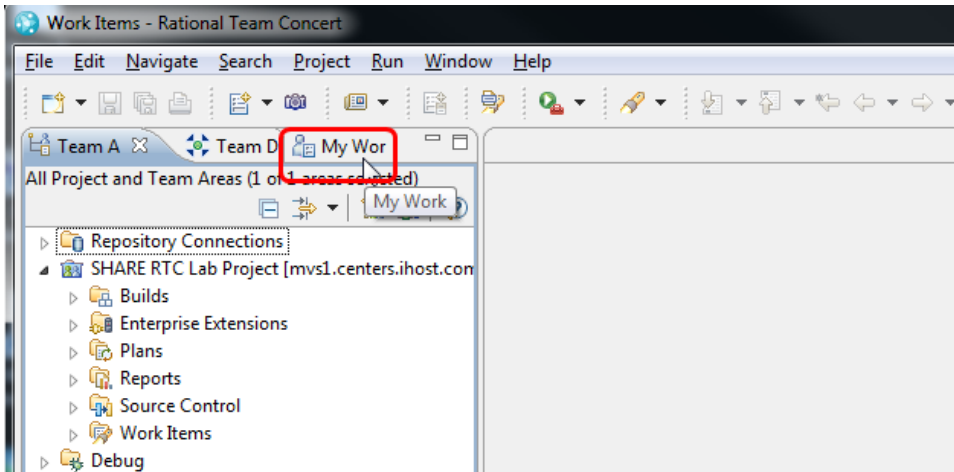 Work Items - Rational Team Concert
File Edit Navigate Search Project Run Window Help
Team A Team D My Wor
All Project and Team Areas (1 of 1 areas selected)
My Work
Repository Connections
SHARE RTC Lab Project [mvs1.centers.ihost.com
Builds
Enterprise Extensions
Plans
Reports
Source Control
Work Items
Debug